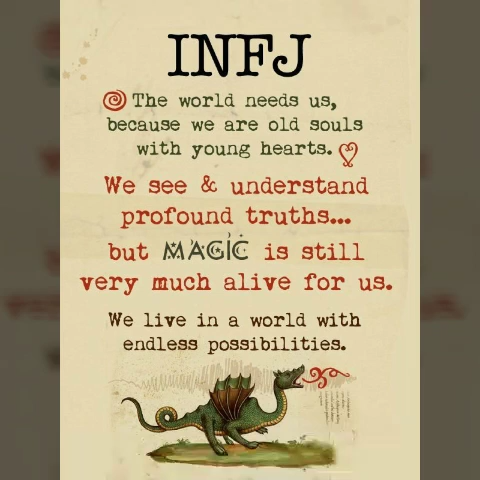 INFJ
The world needs us,
because we are old souls
with young hearts.
We see & understand
profound truths...
but MAGIC is still
very much alive for us.
We live in a world with
endless possibilities.